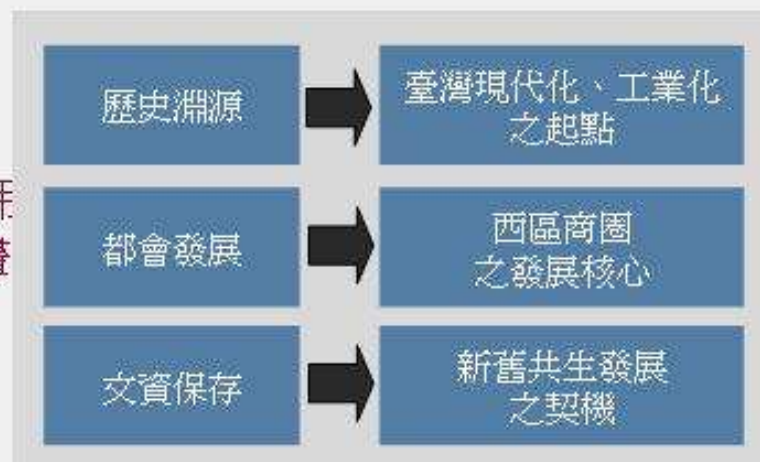 歷史淵源
臺灣現代化、工業化
之起點
都會發展
西區商圈
之發展核心
文資保存
新舊共生發展
之契機